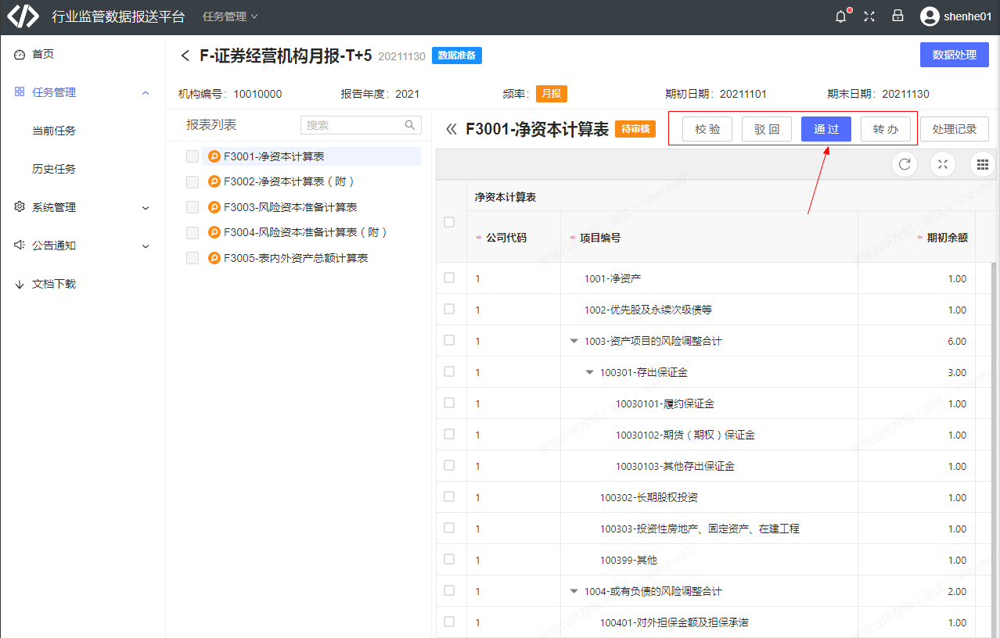 行业监管数据报送平台 任务管理 shenhe01
首页
任务管理
当前任务
历史任务
系统管理
公告通知
文档下载
F-证券经营机构月报-T+5 20211130 数据准备 数据处理
机构编号: 10010000 报告年度: 2021 频率: 月报 期初日期: 20211101 期末日期: 20211130
报表列表 搜索
F3001-净资本计算表
F3002-净资本计算表（附）
F3003-风险资本准备计算表
F3004-风险资本准备计算表（附）
F3005-表内外资产总额计算表
F3001-净资本计算表 待审核 校 验 驳 回 通 过 转 办 处理记录
净资本计算表
* 公司代码 * 项目编号 * 期初余额
1 1001-净资产 1.00
1 1002-优先股及永续次级债等 1.00
1 1003-资产项目的风险调整合计 6.00
1 100301-存出保证金 3.00
1 10030101-履约保证金 1.00
1 10030102-期货（期权）保证金 1.00
1 10030103-其他存出保证金 1.00
1 100302-长期股权投资 1.00
1 100303-投资性房地产、固定资产、在建工程 1.00
1 100399-其他 1.00
1 1004-或有负债的风险调整合计 2.00
1 100401-对外担保金额及担保承诺 1.00